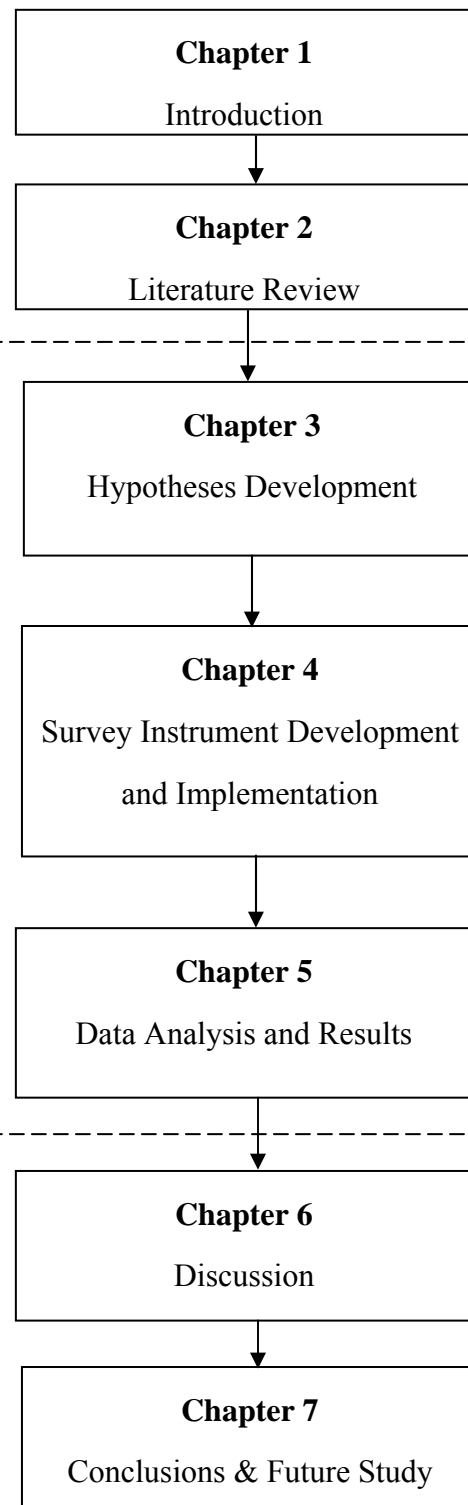 Chapter 1
Introduction
Chapter 2
Literature Review
Chapter 3
Hypotheses Development
Chapter 4
Survey Instrument Development
and Implementation
Chapter 5
Data Analysis and Results
Chapter 6
Discussion
Chapter 7
Conclusions & Future Study